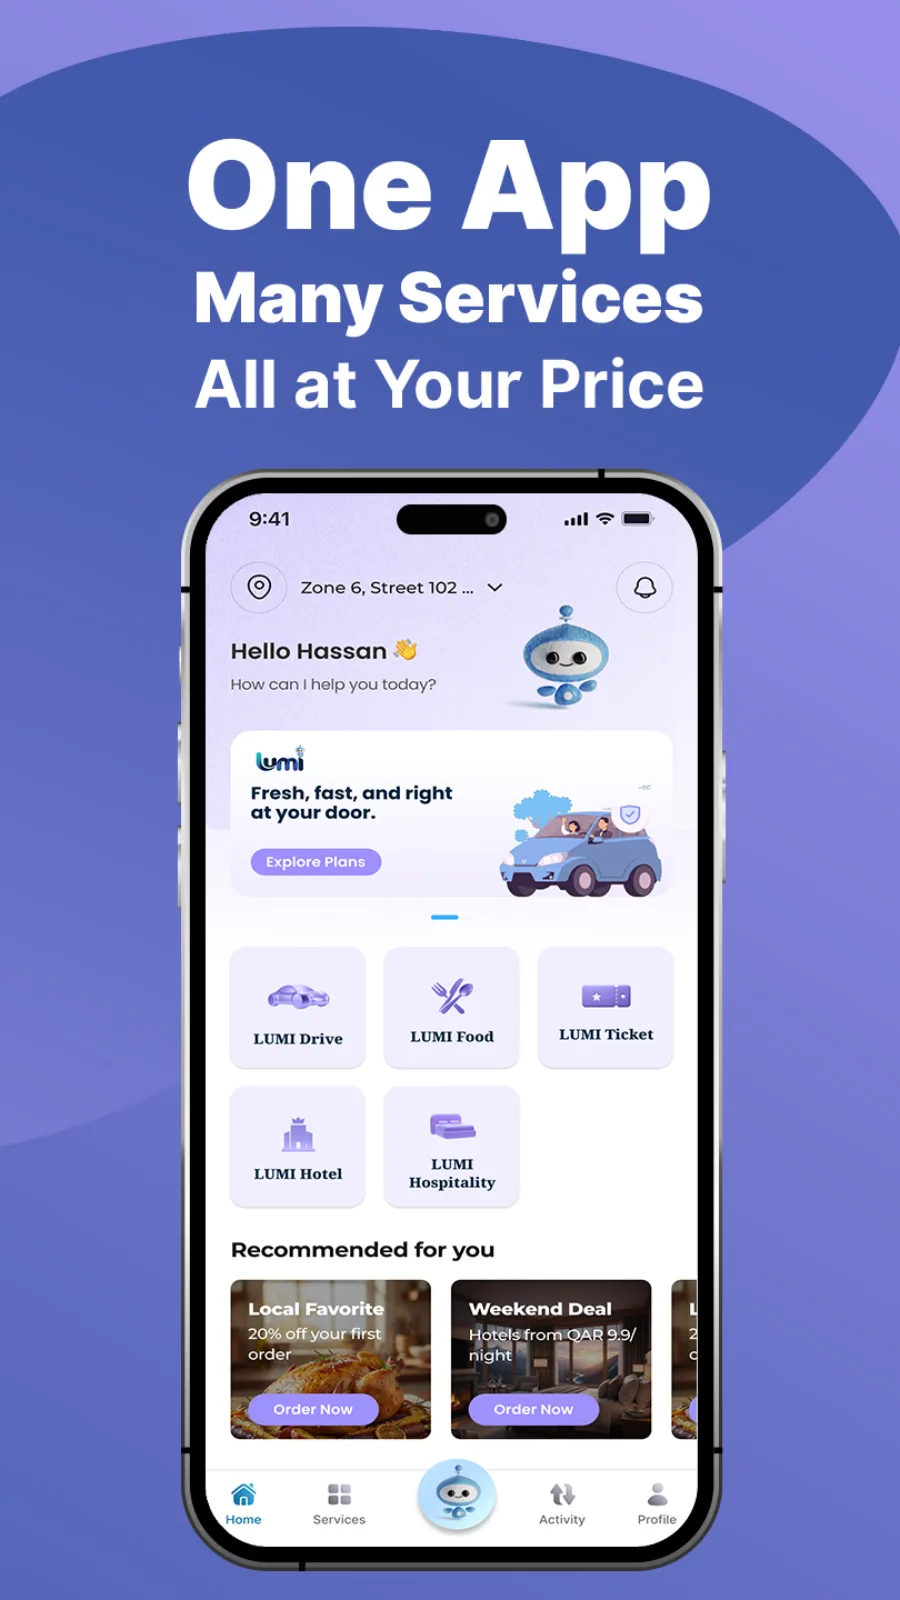 One App
Many Services
All at Your Price
9:41
Zone 6, Street 102 ...
Hello Hassan 👋
How can I help you today?
Lumi
Fresh, fast, and right
at your door.
Explore Plans
LUMI Drive
LUMI Food
LUMI Ticket
LUMI Hotel
LUMI
Hospitality
Recommended for you
Local Favorite
20% off your first
order
Order Now
Weekend Deal
Hotels from QAR 9.9/
night
Order Now
L
2
Home
Services
Activity
Profile